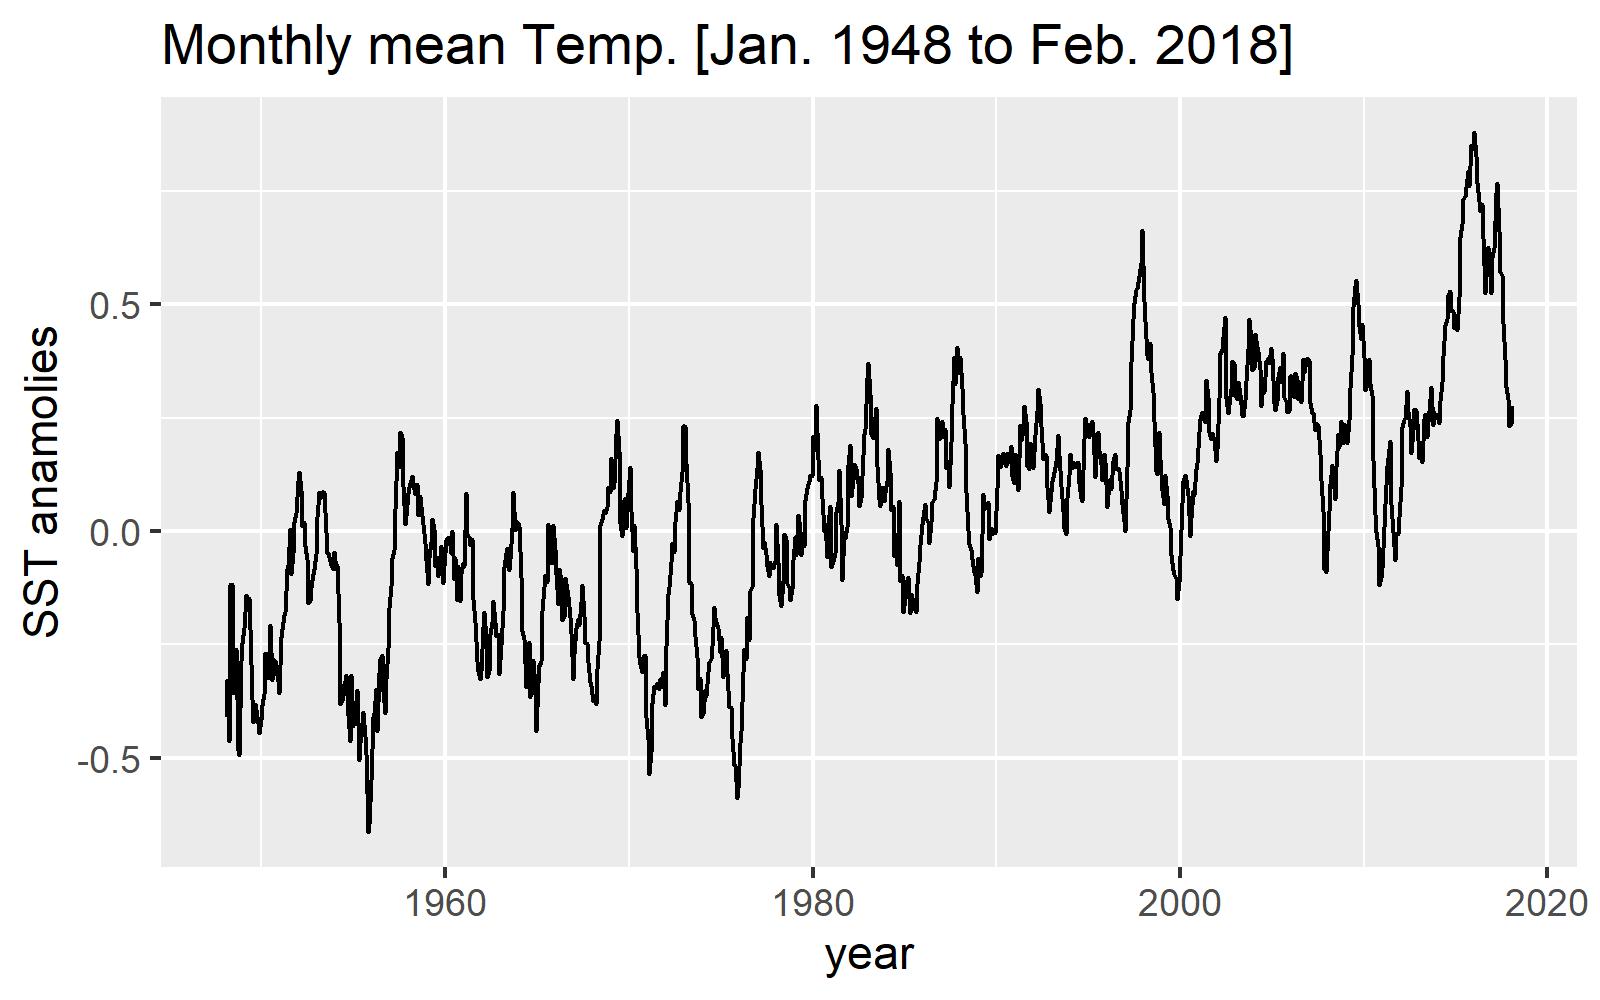 Monthly mean Temp. [Jan. 1948 to Feb. 2018]
SST anamolies
0.5
0.0
-0.5
1960
1980
2000
2020
year